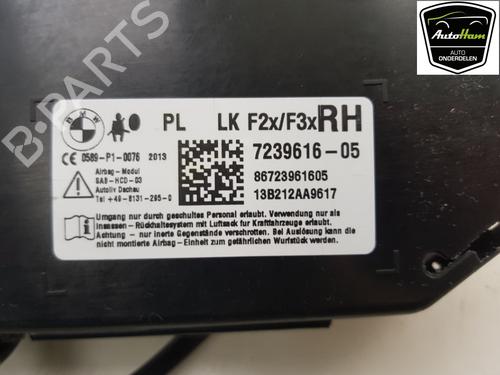 AutoHam
AUTO
ONDERDELEN
B-PARTS
BMW
PL LK F2x/F3x RH
CE 0589-P1-0076 2013
7239616-05
Airbag-Modul
SAB-HCD-03
Autoliv Dachau
Tel +49-8131-295-0
86723961605
13B212AA9617
Umgang nur durch geschultes Personal erlaubt. Verwendung nur als
Insassen-Rückhaltesystem mit Luftsack für Kraftfahrzeuge erlaubt.
Achtung - nur inerte Gegenstände verschrotten. Bei Auslösung kann die
nicht montierte Airbag-Einheit zum gefährlichen Wurfstück werden.